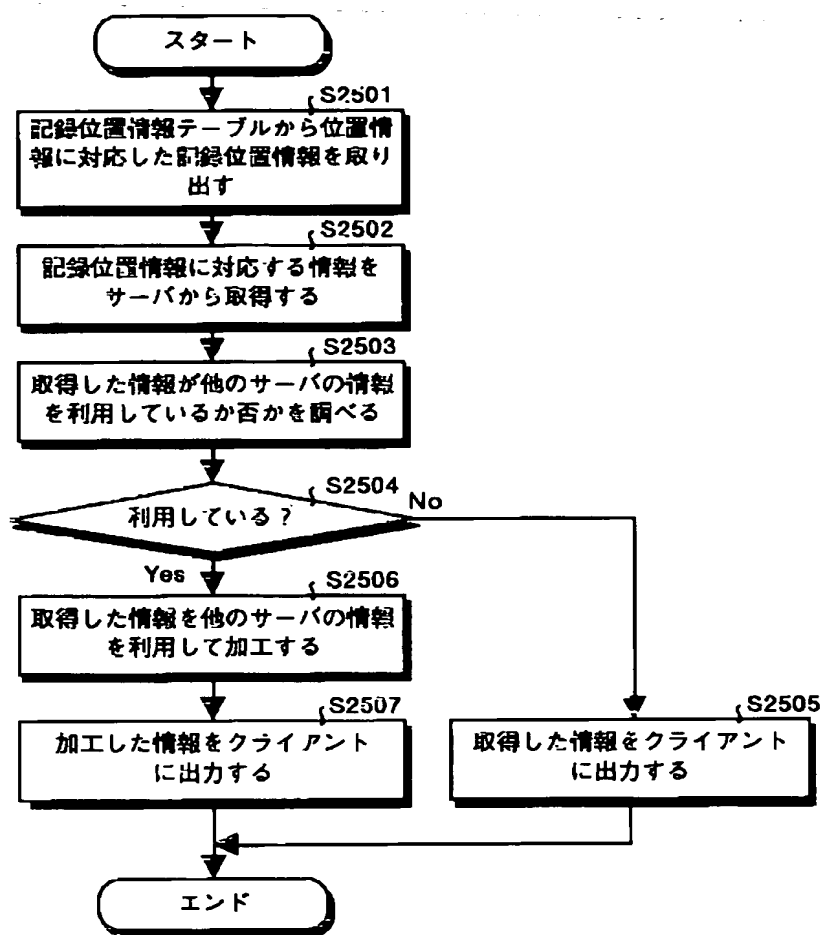 スタート
S2501
記録位置情報テーブルから位置情
報に対応した記録位置情報を取り
出す
S2502
記録位置情報に対応する情報を
サーバから取得する
S2503
取得した情報が他のサーバの情報
を利用しているか否かを調べる
S2504
利用している?
No
Yes
S2506
取得した情報を他のサーバの情報
を利用して加工する
S2507
加工した情報をクライアント
に出力する
S2505
取得した情報をクライアント
に出力する
エンド